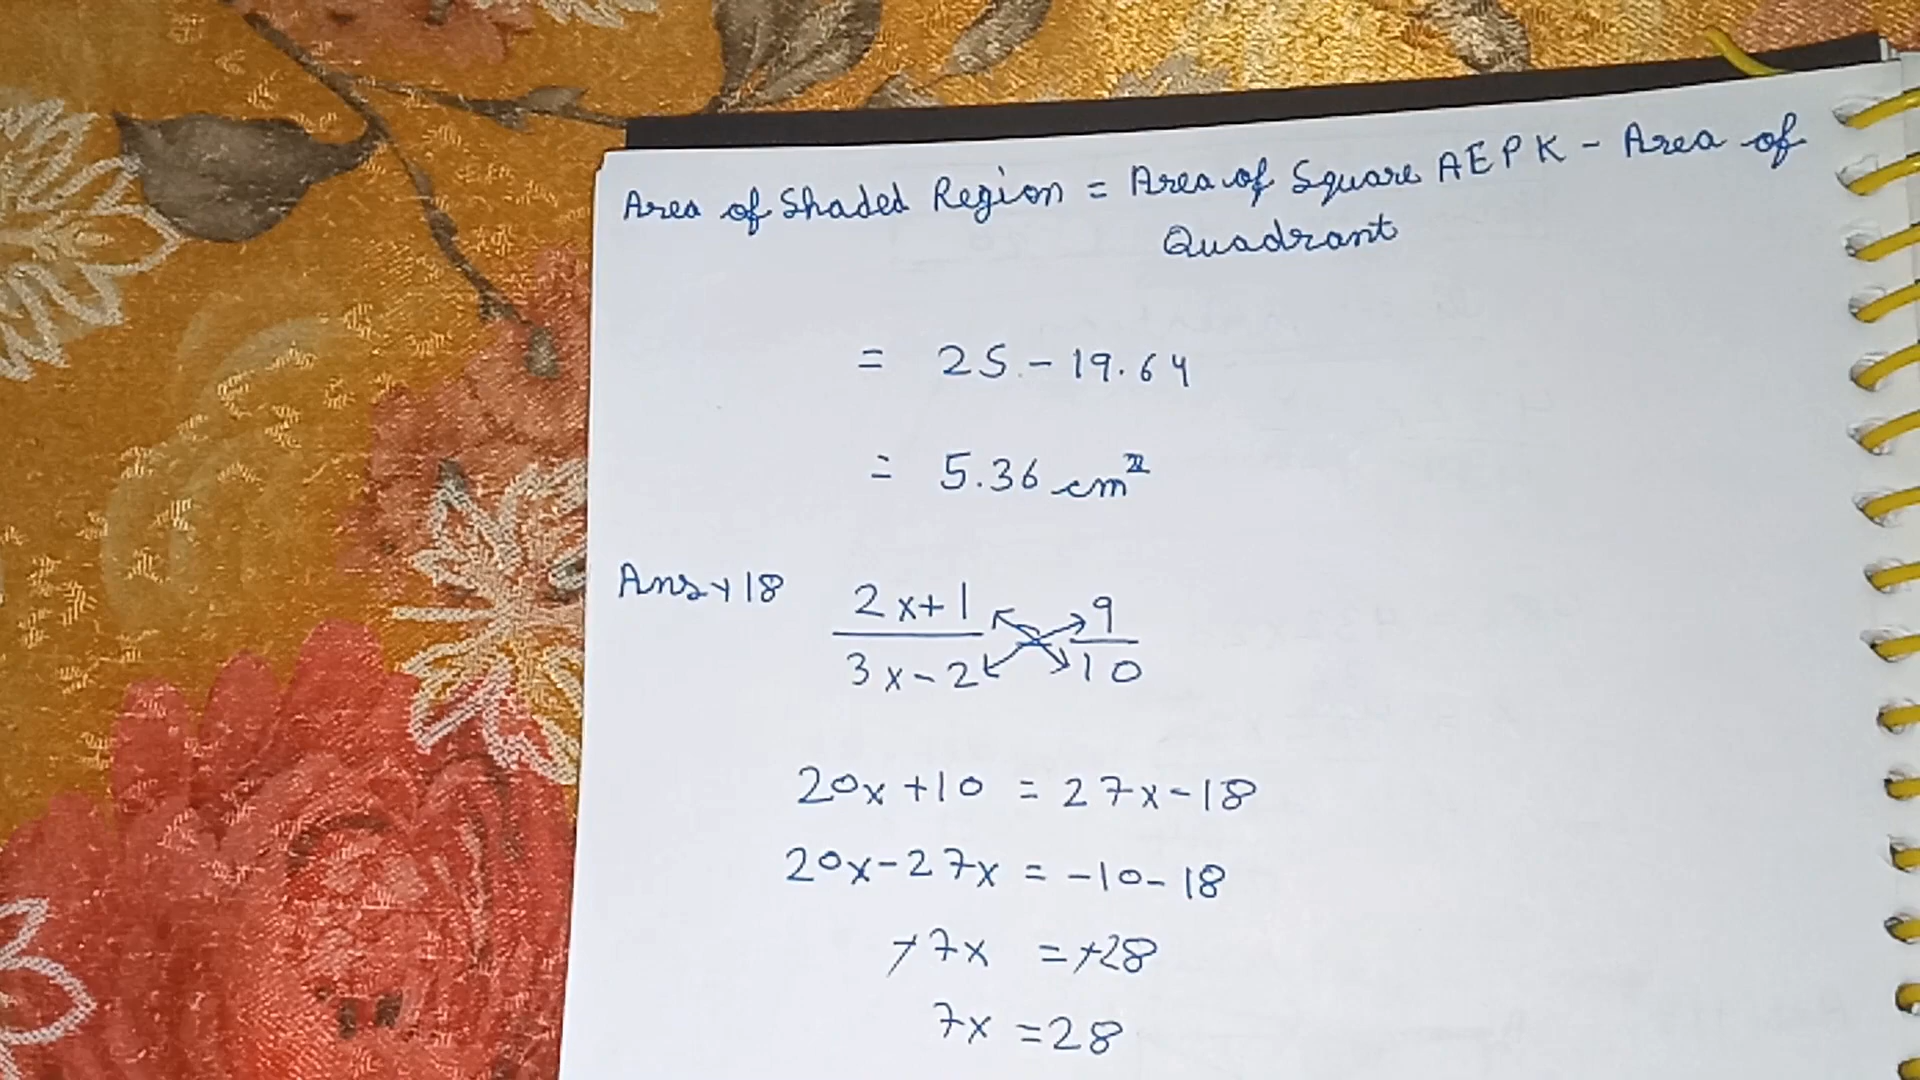 Area of Shaded Region = Area of Square AEPK - Area of
Quadrant
= 25 - 19.64
= 5.36 cm²
Ans → 18
2x+1 9
3x-2 10
20x+10 = 27x-18
20x-27x = -10-18
-7x = -28
7x = 28